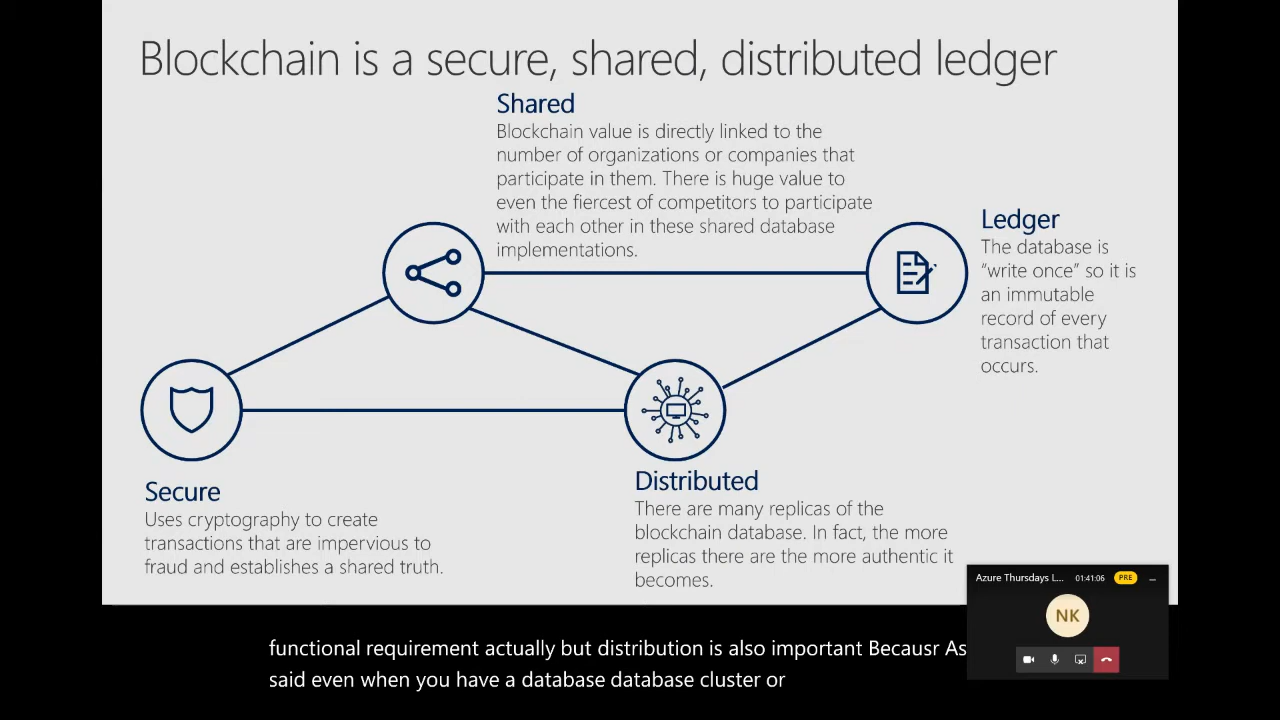 Blockchain is a secure, shared, distributed ledger
Shared
Blockchain value is directly linked to the
number of organizations or companies that
participate in them. There is huge value to
even the fiercest of competitors to participate
with each other in these shared database
implementations.
Ledger
The database is
“write once” so it is
an immutable
record of every
transaction that
occurs.
Secure
Uses cryptography to create
transactions that are impervious to
fraud and establishes a shared truth.
Distributed
There are many replicas of the
blockchain database. In fact, the more
replicas there are the more authentic it
becomes.
Azure Thursdays L... 01:41:06 PRE
NK
functional requirement actually but distribution is also important Becausr As
said even when you have a database database cluster or